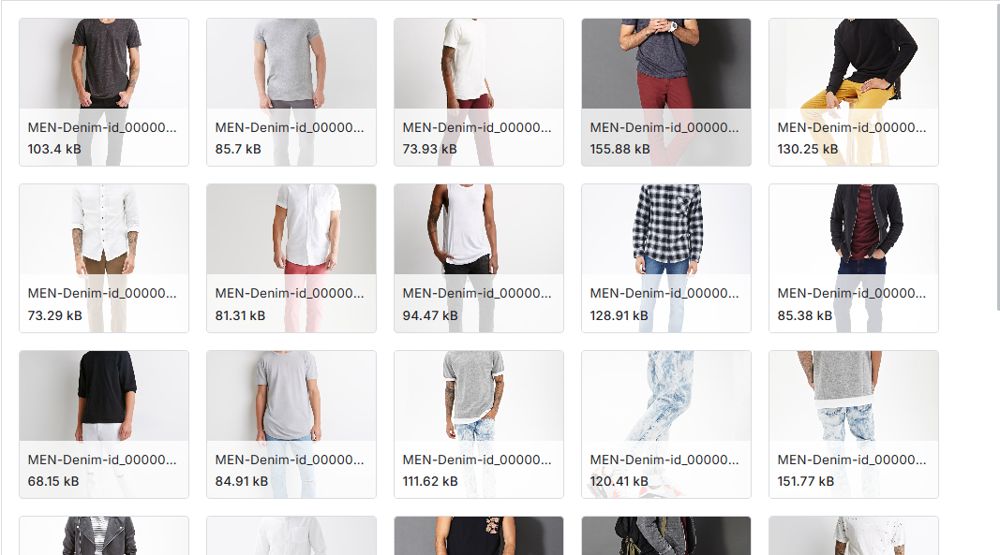 MEN-Denim-id_00000...
103.4 kB
MEN-Denim-id_00000...
85.7 kB
MEN-Denim-id_00000...
73.93 kB
MEN-Denim-id_00000...
155.88 kB
MEN-Denim-id_00000...
130.25 kB
MEN-Denim-id_00000...
73.29 kB
MEN-Denim-id_00000...
81.31 kB
MEN-Denim-id_00000...
94.47 kB
MEN-Denim-id_00000...
128.91 kB
MEN-Denim-id_00000...
85.38 kB
MEN-Denim-id_00000...
68.15 kB
MEN-Denim-id_00000...
84.91 kB
MEN-Denim-id_00000...
111.62 kB
MEN-Denim-id_00000...
120.41 kB
MEN-Denim-id_00000...
151.77 kB